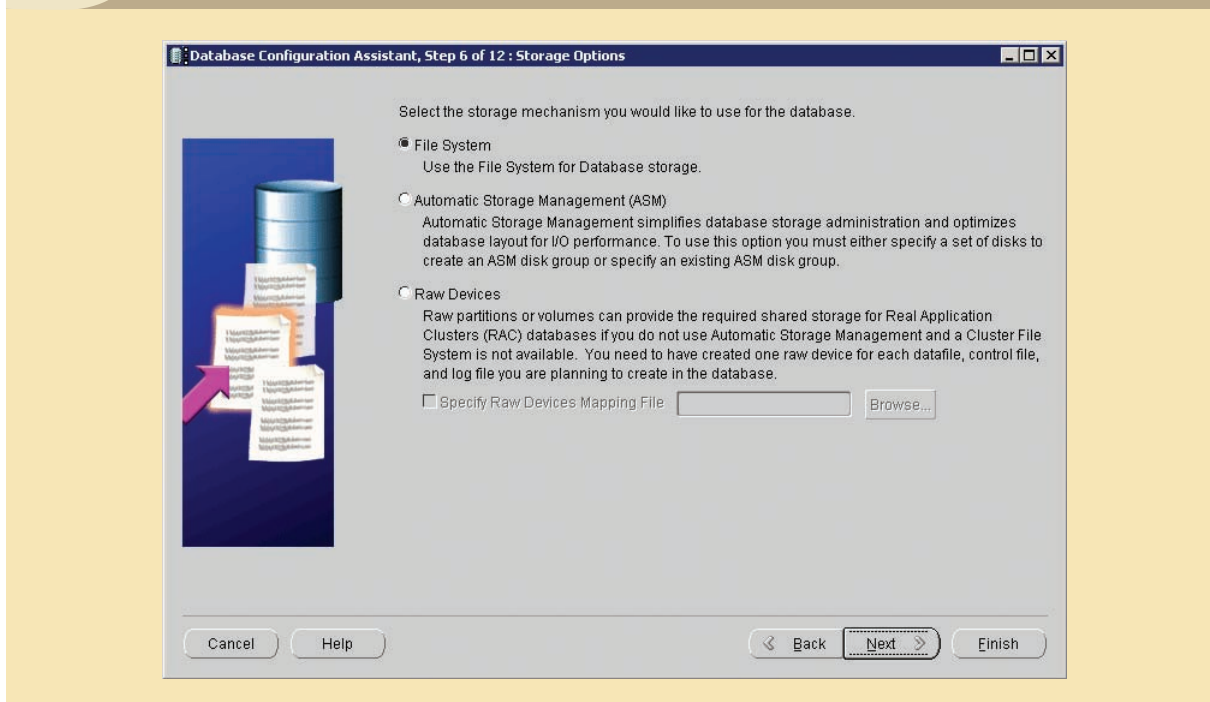 Database Configuration Assistant, Step 6 of 12 : Storage Options
Select the storage mechanism you would like to use for the database.
File System
Use the File System for Database storage.
Automatic Storage Management (ASM)
Automatic Storage Management simplifies database storage administration and optimizes
database layout for I/O performance. To use this option you must either specify a set of disks to
create an ASM disk group or specify an existing ASM disk group.
Raw Devices
Raw partitions or volumes can provide the required shared storage for Real Application
Clusters (RAC) databases if you do not use Automatic Storage Management and a Cluster File
System is not available. You need to have created one raw device for each datafile, control file,
and log file you are planning to create in the database.
Specify Raw Devices Mapping File
Browse...
Cancel
Help
Back
Next
Finish